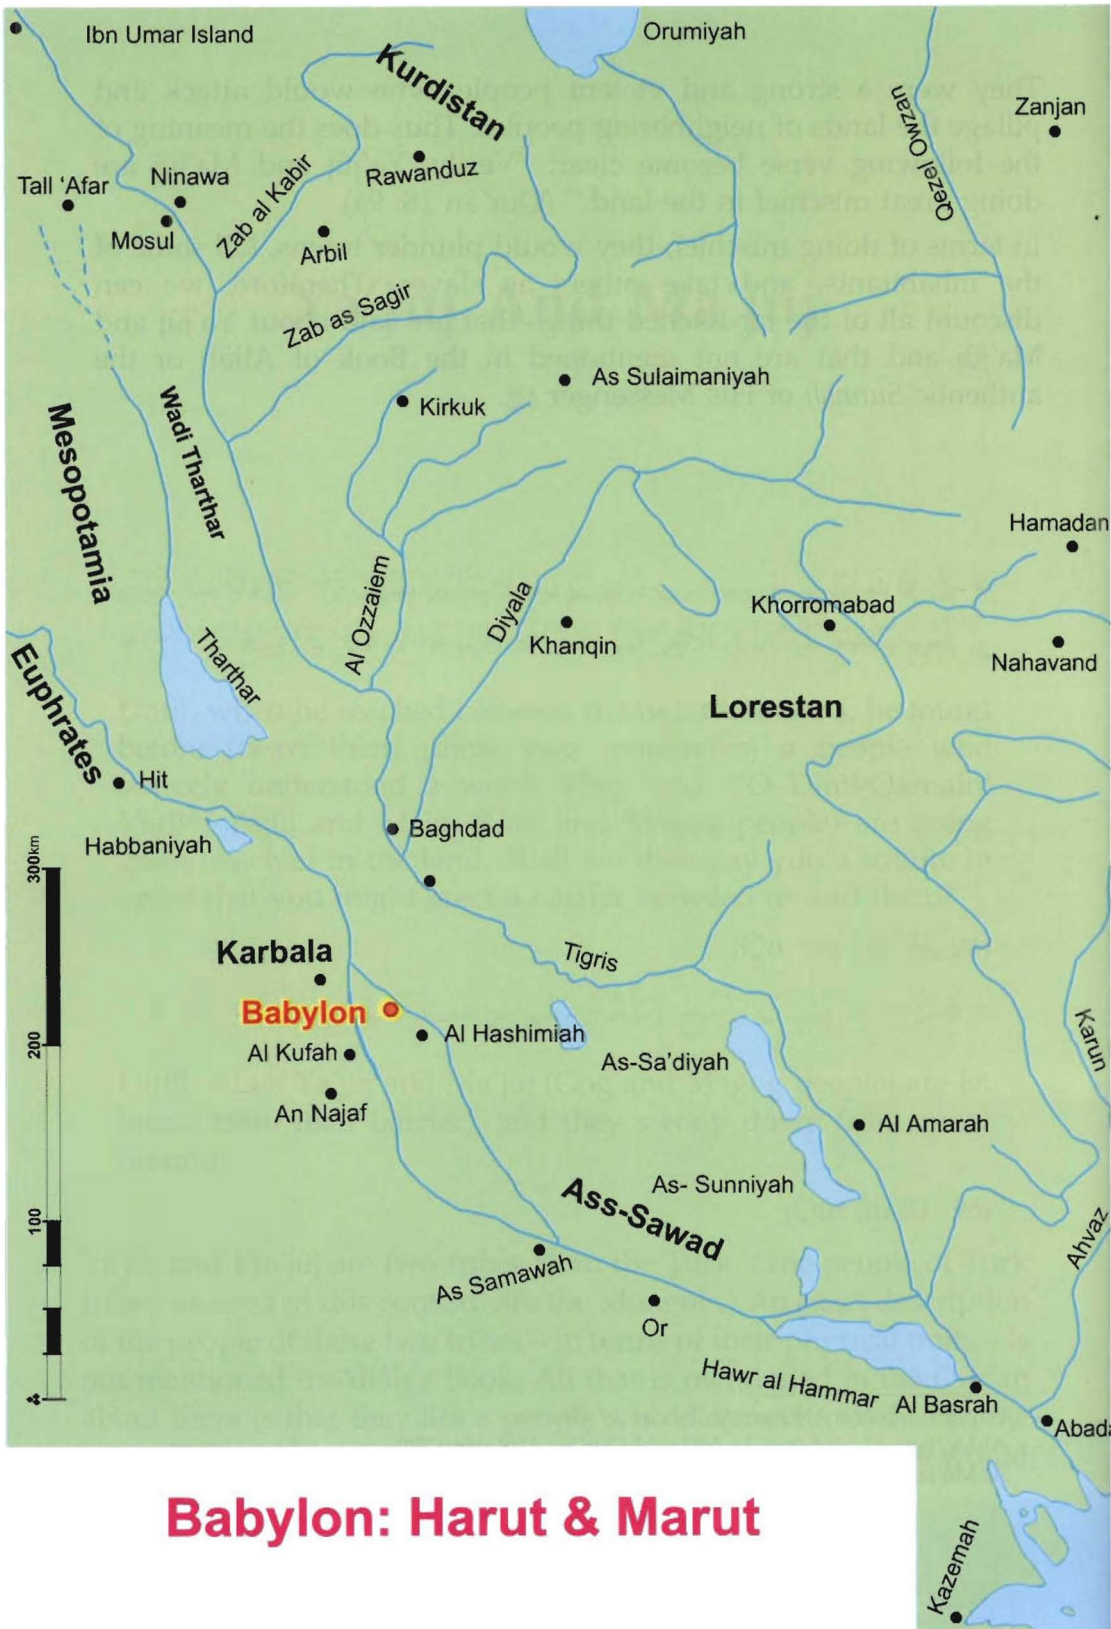 Ibn Umar Island
Orumiyah
Kurdistan
Qezel Owzan
Zanjan
Tall ‘Afar
Ninawa
Zab al Kabir
Rawanduz
Mosul
Arbil
Zab as Sagir
As Sulaimaniyah
Kirkuk
Mesopotamia
Wadi Tharthar
Hamadan
Al Ozzaiem
Diyala
Khorromabad
Khanqin
Nahavand
Tharthar
Euphrates
Lorestan
Hit
Baghdad
Habbaniyah
300km
Karbala
Tigris
Babylon
Al Hashimiah
200
Al Kufah
As-Sa’diyah
Karun
An Najaf
Al Amarah
As- Sunniyah
100
Ass-Sawad
Ahvaz
As Samawah
Or
Hawr al Hammar
Al Basrah
Abada
Babylon: Harut & Marut
Kazemah